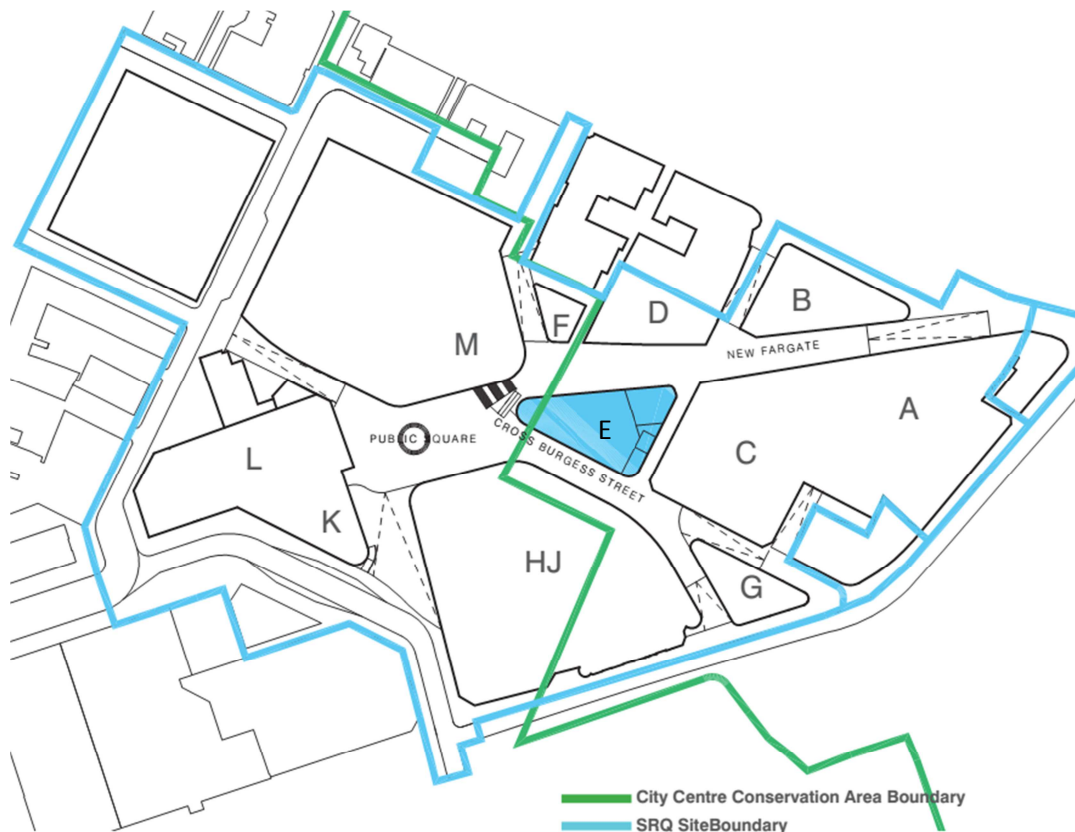 B
D
F
M
NEW FARGATE
A
E
PUBLIC SQUARE
CROSS BURGESS STREET
C
L
K
HJ
G
City Centre Conservation Area Boundary
SRQ SiteBoundary